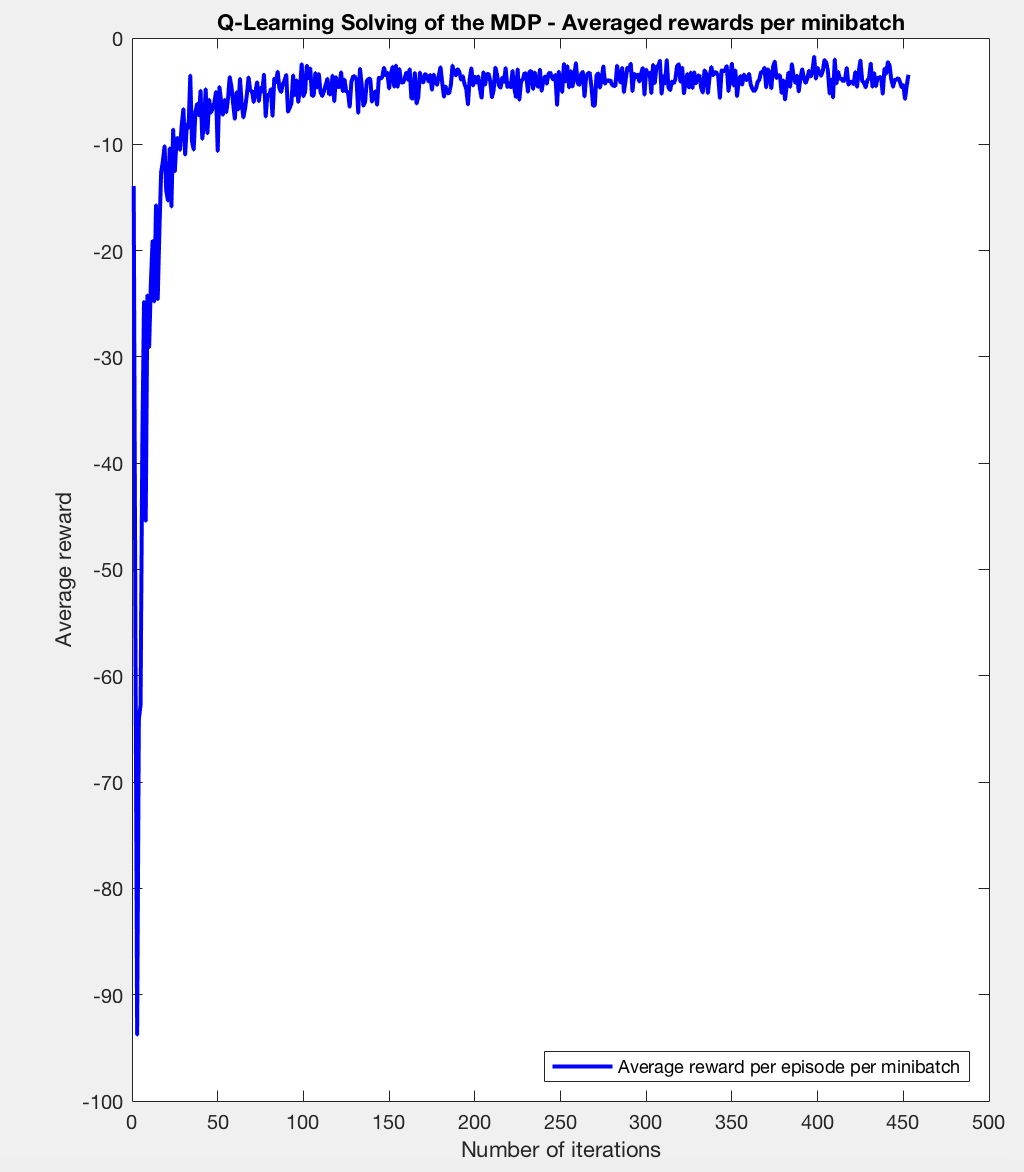 Q-Learning Solving of the MDP - Averaged rewards per minibatch
0
-10
-20
-30
-40
-50
-60
-70
-80
-90
-100
Average reward
Average reward per episode per minibatch
0 50 100 150 200 250 300 350 400 450 500
Number of iterations